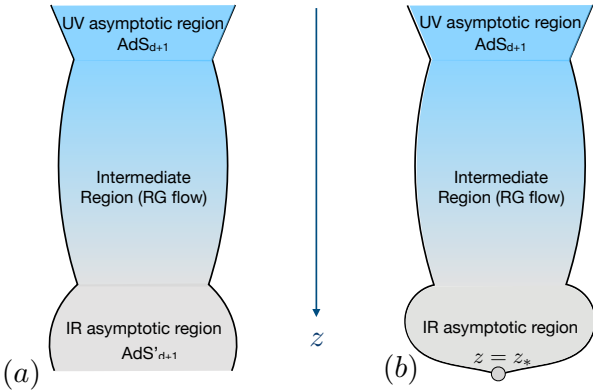 UV asymptotic region
AdSd+1
Intermediate
Region (RG flow)
IR asymptotic region
AdS'd+1
(a)
z
UV asymptotic region
AdSd+1
Intermediate
Region (RG flow)
IR asymptotic region
z = z*
(b)